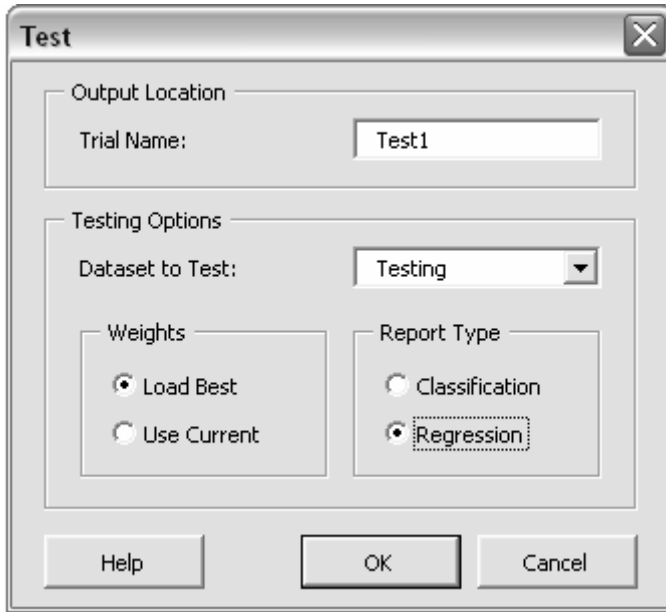 Test
Output Location
Trial Name: Test1
Testing Options
Dataset to Test: Testing
Weights
Load Best
Use Current
Report Type
Classification
Regression
Help OK Cancel